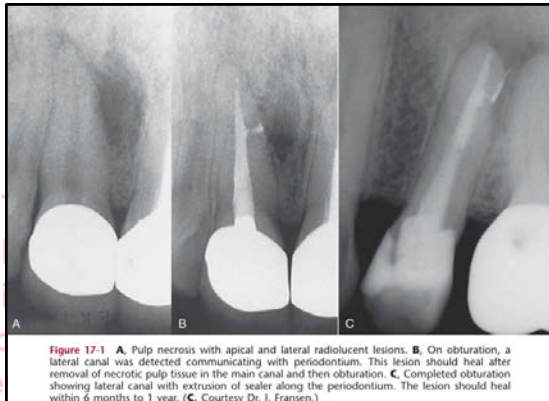 A
B
C
Figure 17-1 A, Pulp necrosis with apical and lateral radiolucent lesions. B, On obturation, a
lateral canal was detected communicating with periodontium. This lesion should heal after
removal of necrotic pulp tissue in the main canal and then obturation. C, Completed obturation
showing lateral canal with extrusion of sealer along the periodontium. The lesion should heal
within 6 months to 1 year. (C, Courtesy Dr. J. Fransen.)